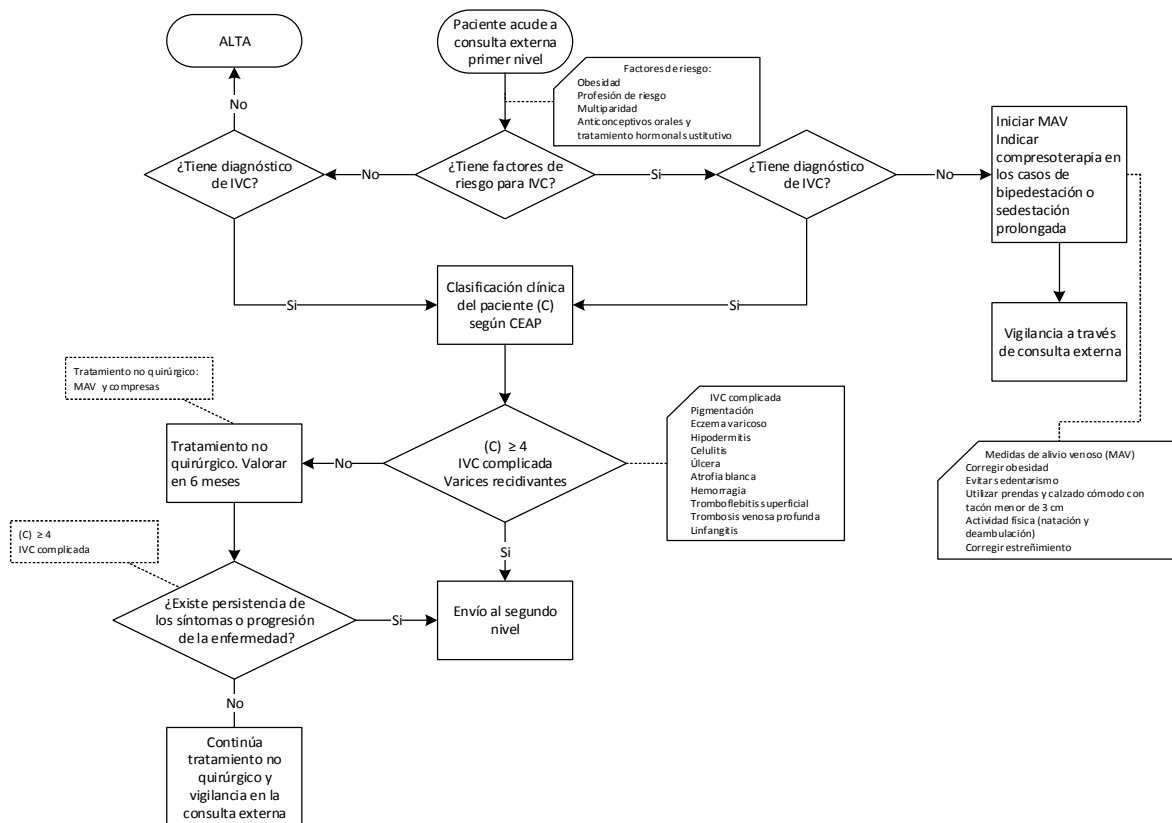 ALTA
Paciente acude a
consulta externa
primer nivel
Factores de riesgo:
Obesidad
Profesión de riesgo
Multiparidad
Anticonceptivos orales y
tratamiento hormonal sustitutivo
No
¿Tiene diagnóstico
de IVC?
No
¿Tiene factores de
riesgo para IVC?
Si
¿Tiene diagnóstico
de IVC?
No
Iniciar MAV
Indicar
compresoterapia en
los casos de
bipedestación o
sedestación
prolongada
Si
Clasificación clínica
del paciente (C)
según CEAP
Si
Vigilancia a través
de consulta externa
Tratamiento no quirúrgico:
MAV y compresas
Tratamiento no
quirúrgico. Valorar
en 6 meses
No
(C) ≥ 4
IVC complicada
Varices recidivantes
IVC complicada
Pigmentación
Eczema varicoso
Hipodermitis
Celulitis
Úlcera
Atrofia blanca
Hemorragia
Tromboflebitis superficial
Trombosis venosa profunda
Linfangitis
Medidas de alivio venoso (MAV)
Corregir obesidad
Evitar sedentarismo
Utilizar prendas y calzado cómodo con
tacón menor de 3 cm
Actividad física (natación y
deambulación)
Corregir estreñimiento
(C) ≥ 4
IVC complicada
Si
¿Existe persistencia de
los síntomas o progresión
de la enfermedad?
Si
Envío al segundo
nivel
No
Continúa
tratamiento no
quirúrgico y
vigilancia en la
consulta externa